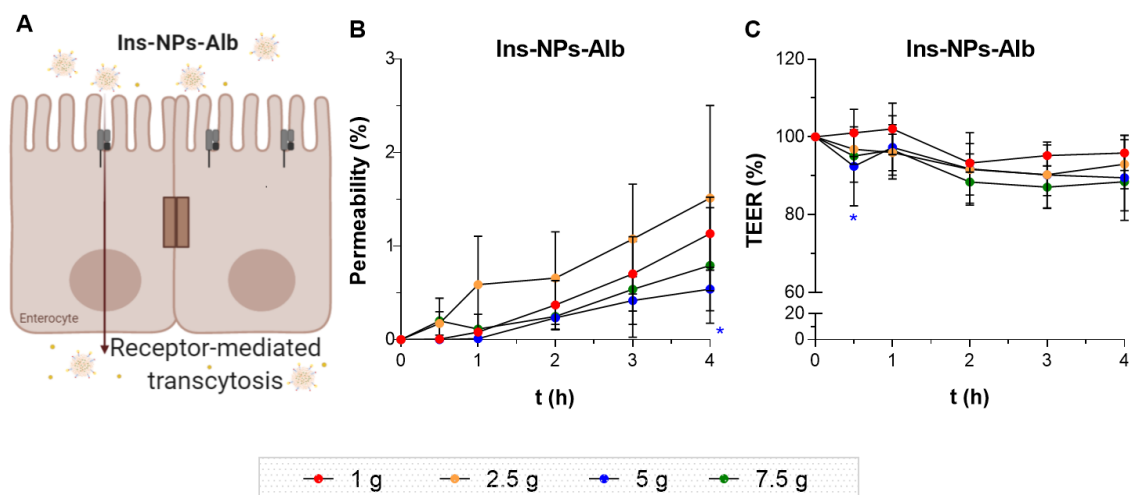 A
Ins-NPs-Alb
Enterocyte
Receptor-mediated
transcytosis
B
Ins-NPs-Alb
Permeability (%)
3
2
1
0
0
1
2
3
4
*
t (h)
C
Ins-NPs-Alb
TEER (%)
120
100
80
60
20
0
*
0
1
2
3
4
t (h)
1 g
2.5 g
5 g
7.5 g